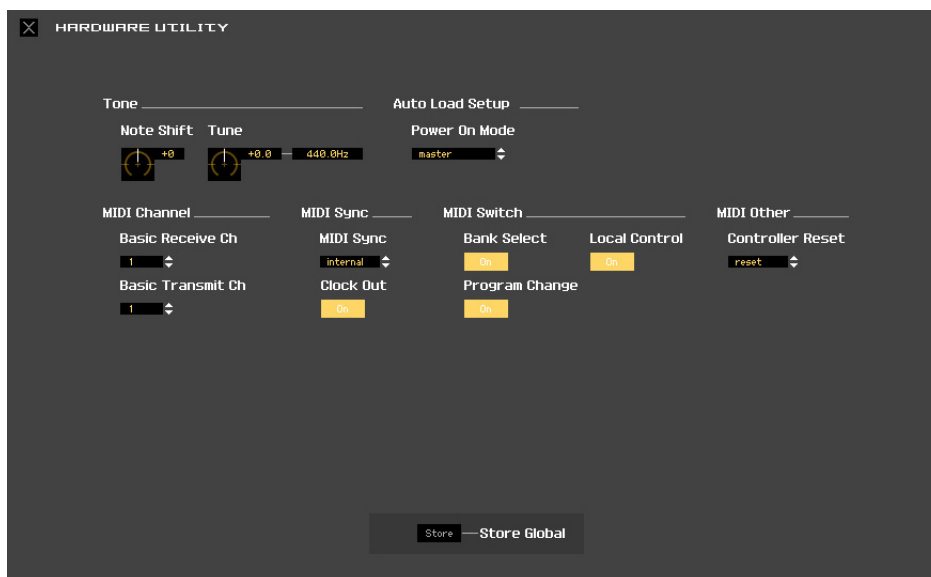 HARDWARE UTILITY
Tone Auto Load Setup
Note Shift Tune Power On Mode
+0 +0.0 440.0Hz master
MIDI Channel MIDI Sync MIDI Switch MIDI Other
Basic Receive Ch MIDI Sync Bank Select Local Control Controller Reset
1 internal On On reset
Basic Transmit Ch Clock Out Program Change
1 On On
Store Store Global